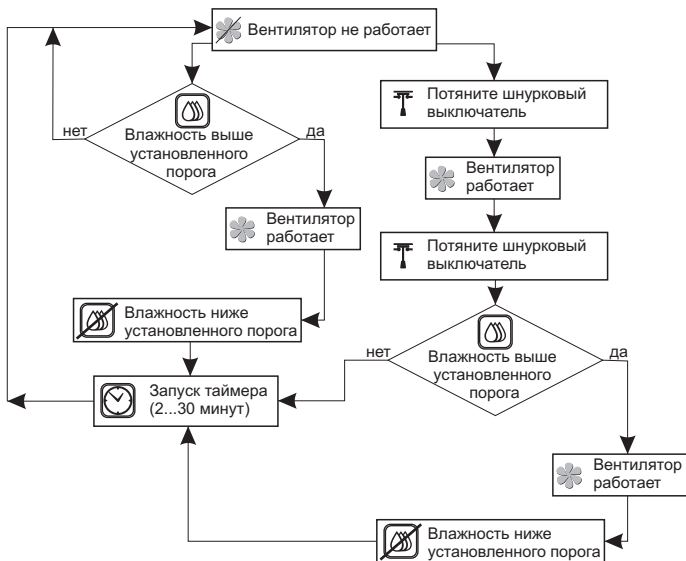 Вентилятор не работает
Потяните шнурковый
выключатель
нет
Влажность выше
установленного
порога
да
Вентилятор
работает
Вентилятор
работает
Потяните шнурковый
выключатель
Влажность ниже
установленного порога
нет
Влажность выше
установленного
порога
да
Запуск таймера
(2...30 минут)
Вентилятор
работает
Влажность ниже
установленного порога